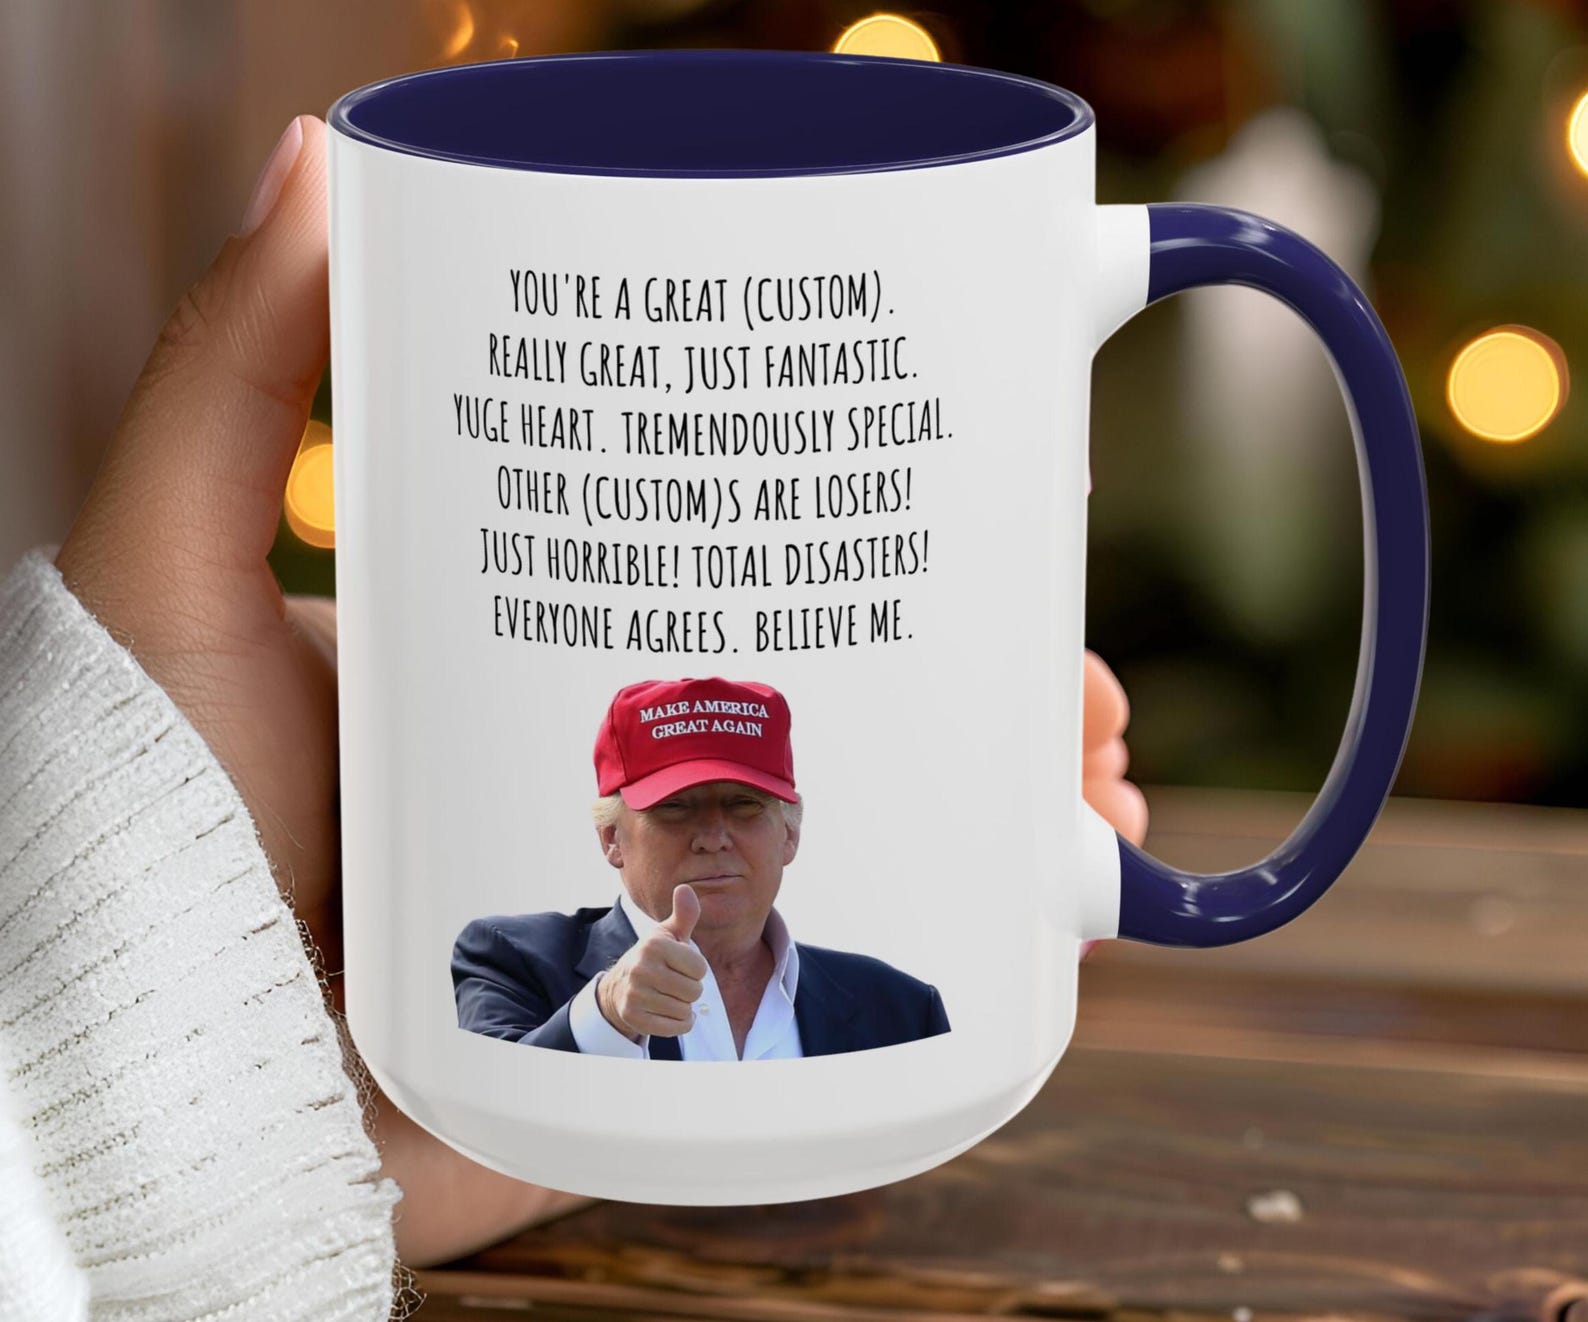 YOU'RE A GREAT (CUSTOM).
REALLY GREAT, JUST FANTASTIC.
YUGE HEART. TREMENDOUSLY SPECIAL.
OTHER (CUSTOM)S ARE LOSERS!
JUST HORRIBLE! TOTAL DISASTERS!
EVERYONE AGREES. BELIEVE ME.
MAKE AMERICA
GREAT AGAIN